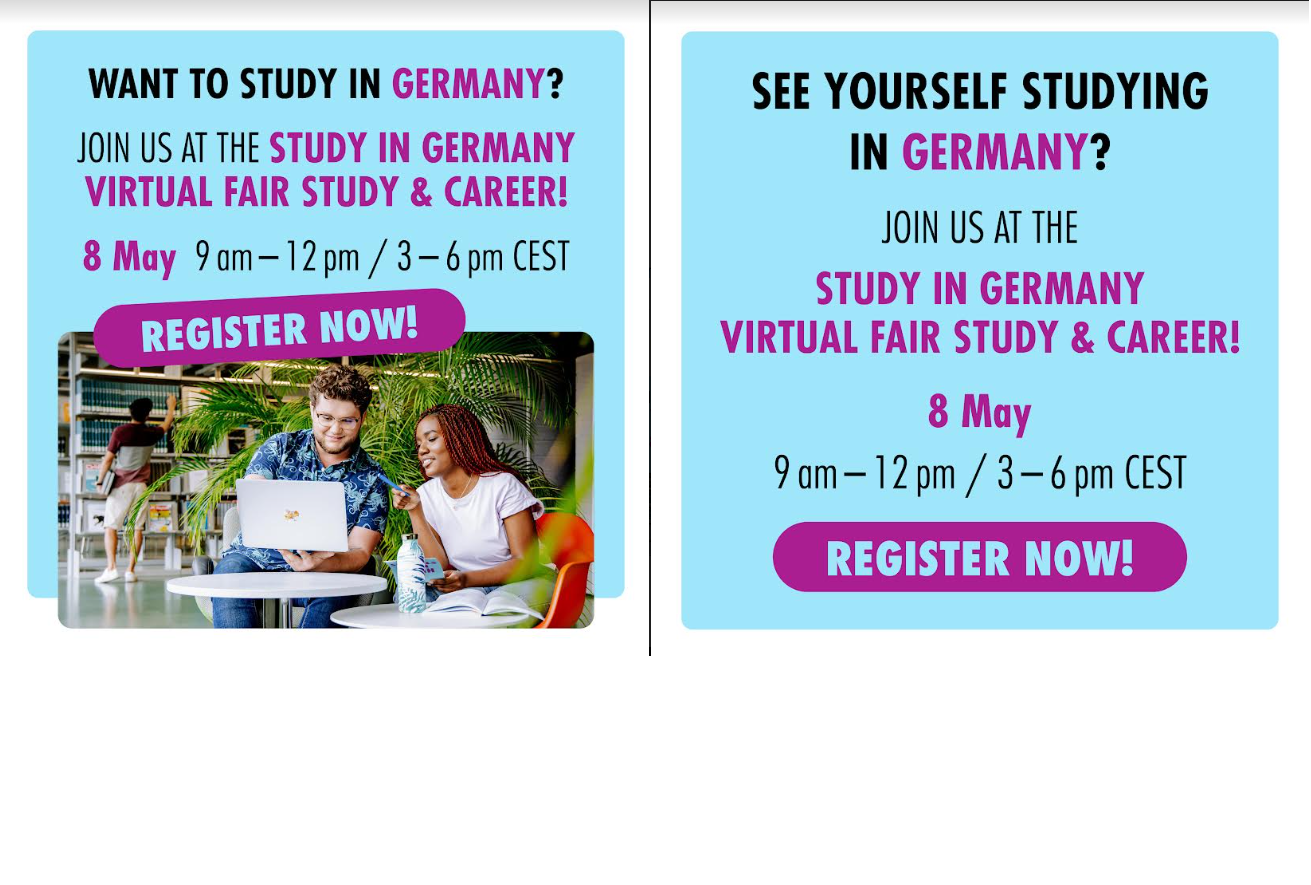 WANT TO STUDY IN GERMANY?
JOIN US AT THE STUDY IN GERMANY
VIRTUAL FAIR STUDY & CAREER!
8 May 9 am – 12 pm / 3 – 6 pm CEST
REGISTER NOW!
SEE YOURSELF STUDYING
IN GERMANY?
JOIN US AT THE
STUDY IN GERMANY
VIRTUAL FAIR STUDY & CAREER!
8 May
9 am – 12 pm / 3 – 6 pm CEST
REGISTER NOW!